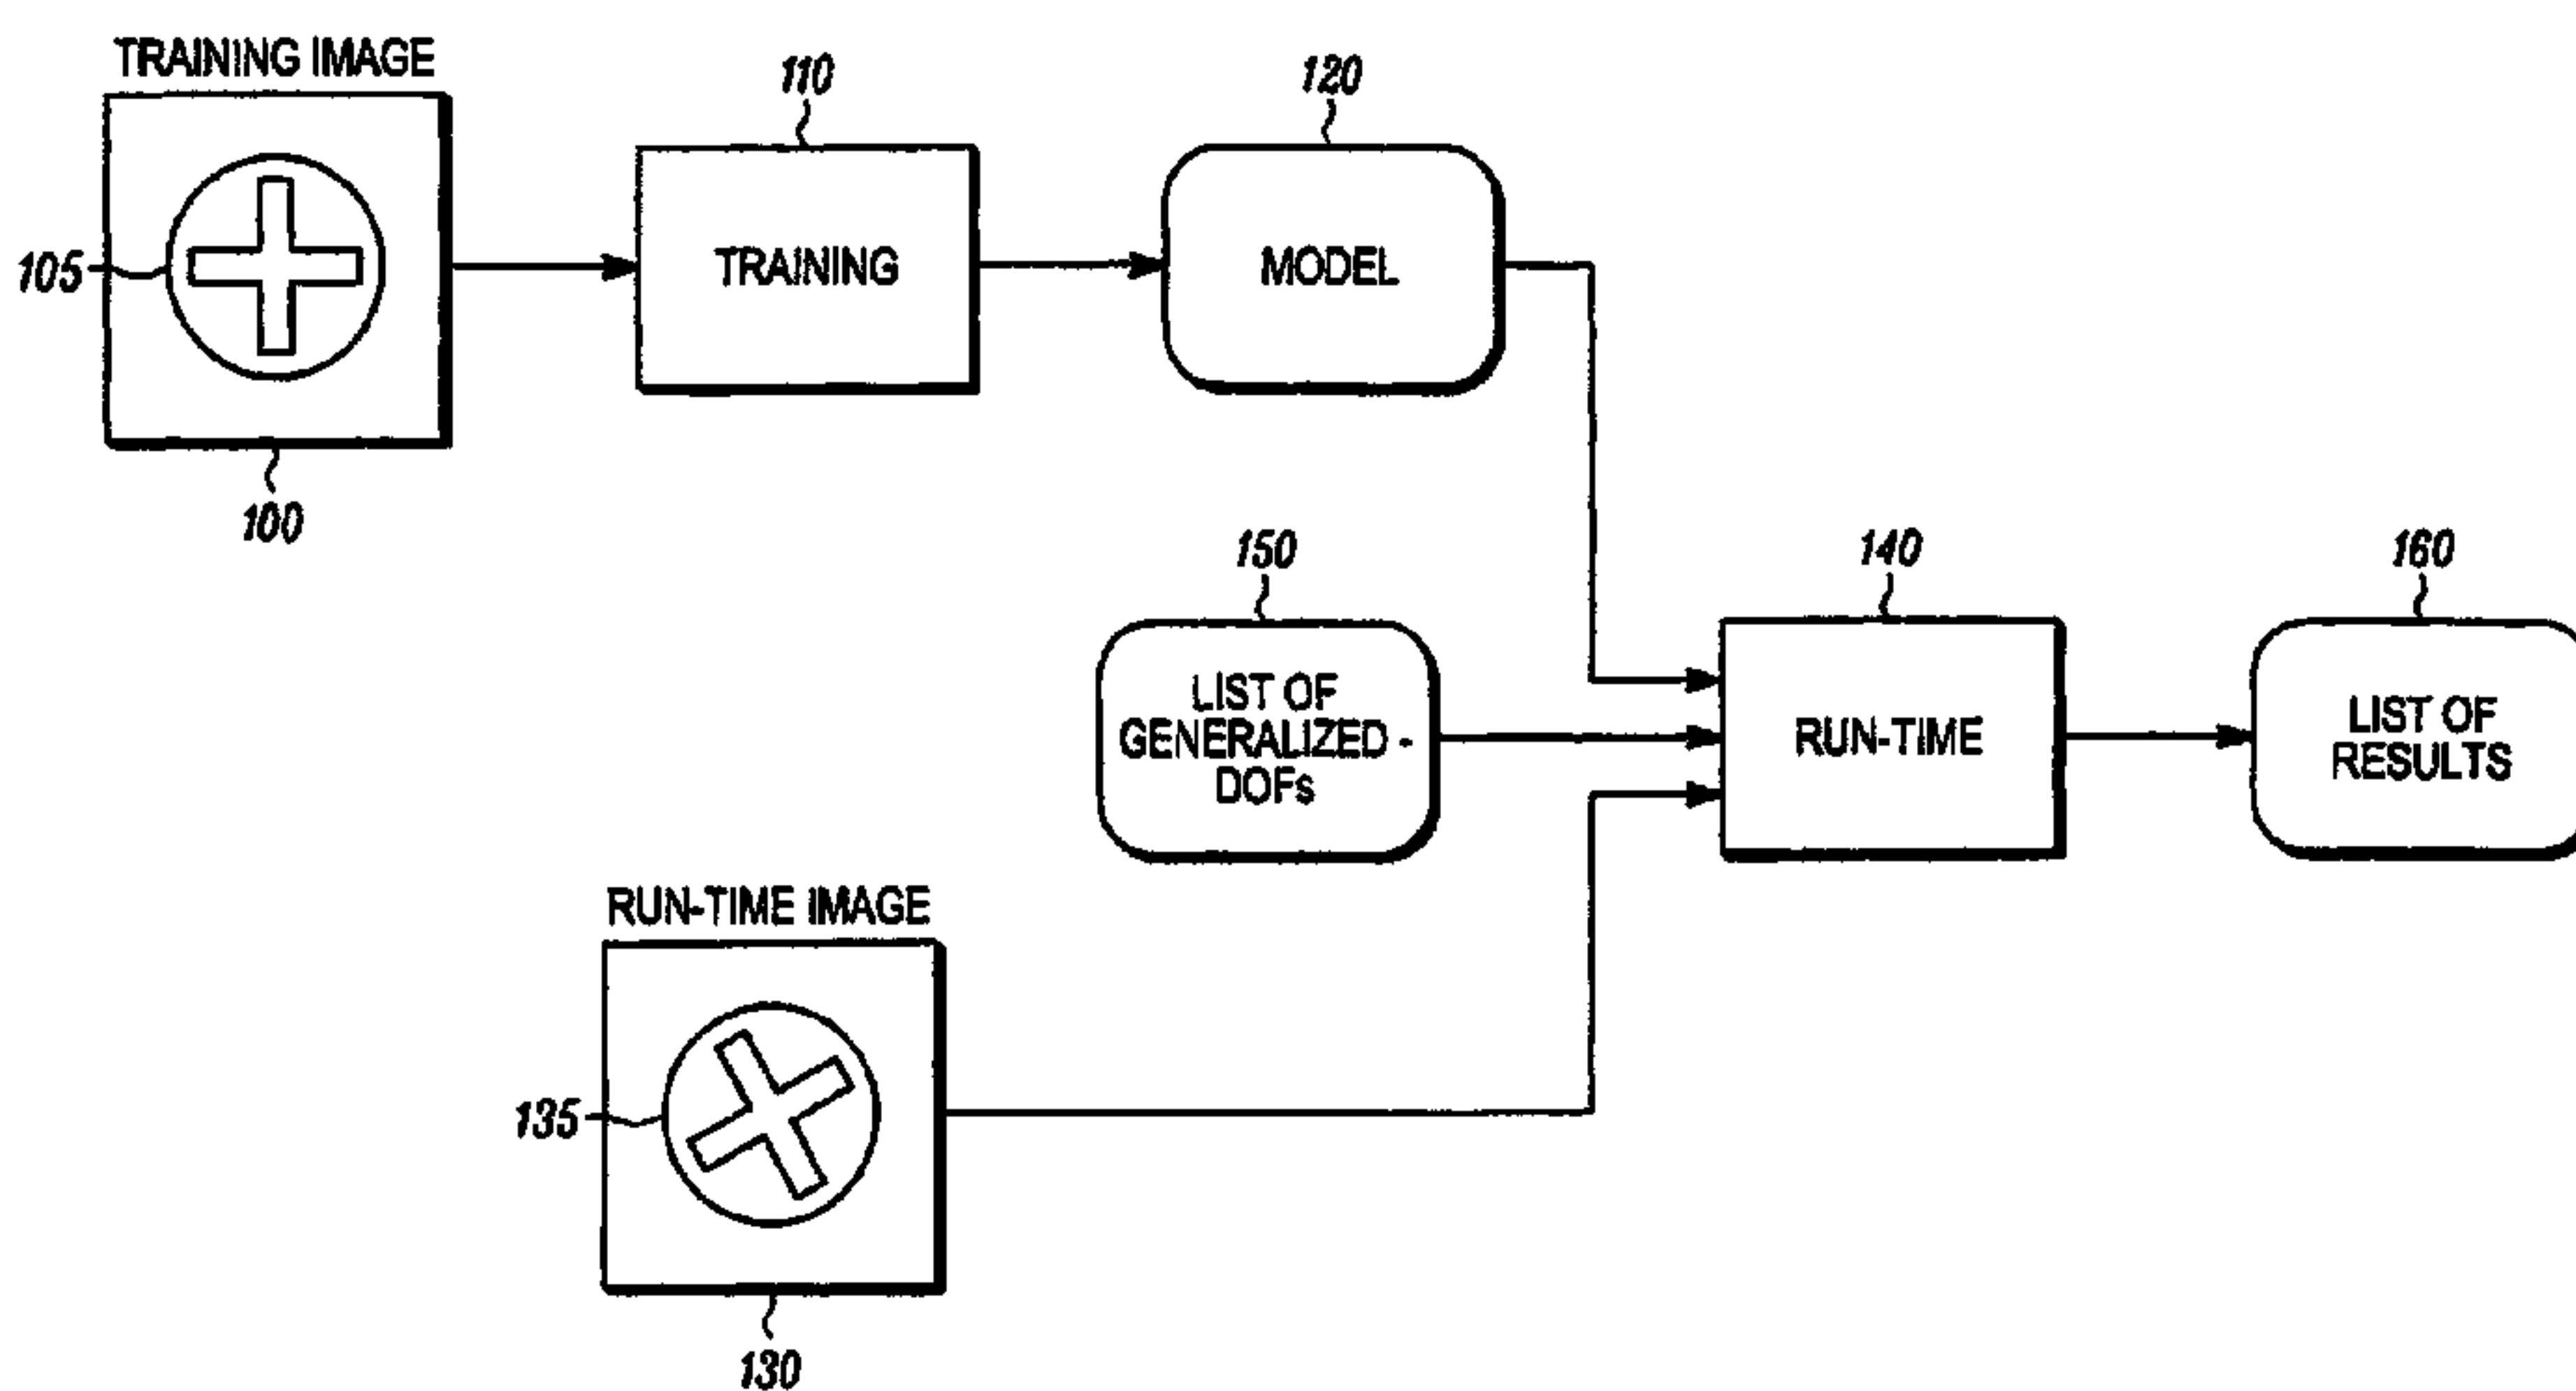 TRAINING IMAGE
110
120
105
TRAINING
MODEL
100
150
140
160
LIST OF
GENERALIZED -
DOFs
RUN-TIME
LIST OF
RESULTS
RUN-TIME IMAGE
135
130